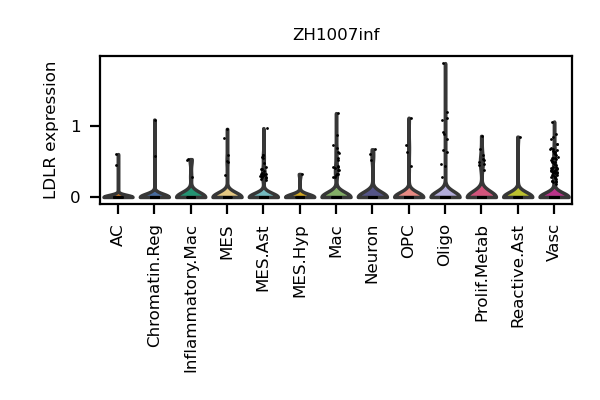 ZH1007inf
LDLR expression
1
0
AC
Chromatin.Reg
Inflammatory.Mac
MES
MES.Ast
MES.Hyp
Mac
Neuron
OPC
Oligo
Prolif.Metab
Reactive.Ast
Vasc